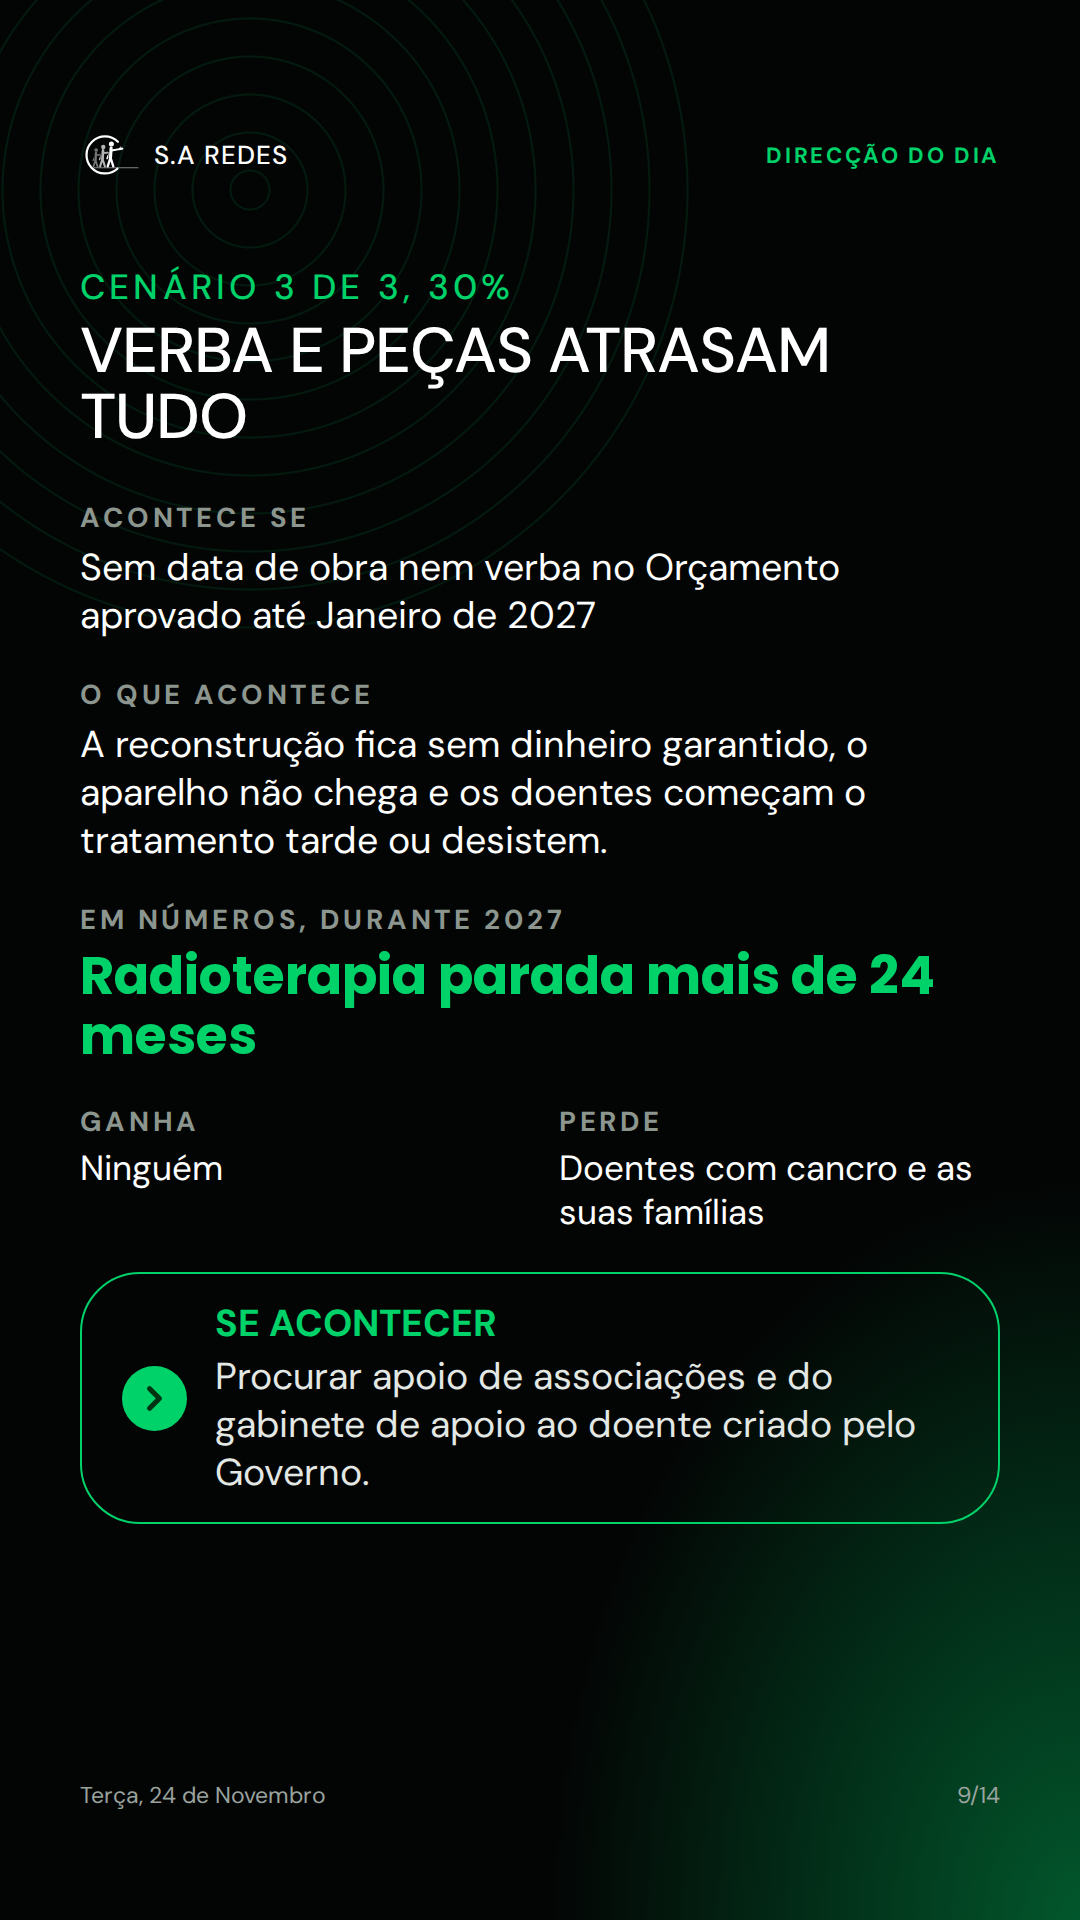 S.A REDES
DIRECÇÃO DO DIA
CENÁRIO 3 DE 3, 30%
VERBA E PEÇAS ATRASAM
TUDO
ACONTECE SE
Sem data de obra nem verba no Orçamento
aprovado até Janeiro de 2027
O QUE ACONTECE
A reconstrução fica sem dinheiro garantido, o
aparelho não chega e os doentes começam o
tratamento tarde ou desistem.
EM NÚMEROS, DURANTE 2027
Radioterapia parada mais de 24
meses
GANHA
Ninguém
PERDE
Doentes com cancro e as
suas famílias
SE ACONTECER
Procurar apoio de associações e do
gabinete de apoio ao doente criado pelo
Governo.
Terça, 24 de Novembro
9/14